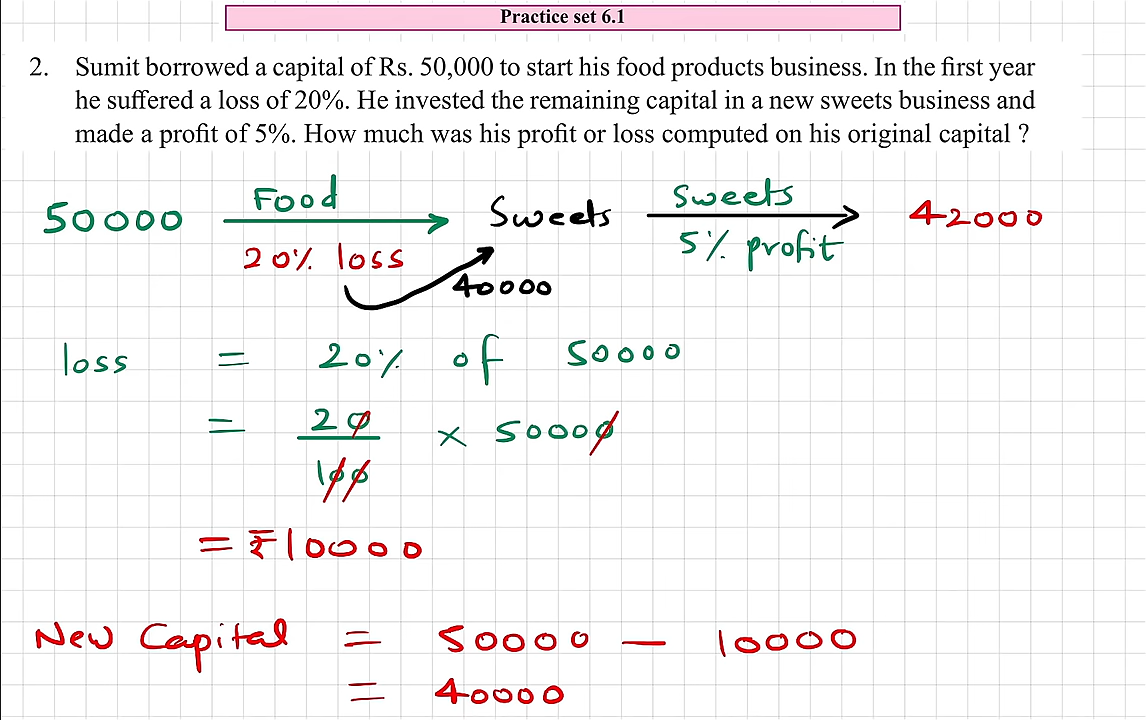 Practice set 6.1
2. Sumit borrowed a capital of Rs. 50,000 to start his food products business. In the first year
he suffered a loss of 20%. He invested the remaining capital in a new sweets business and
made a profit of 5%. How much was his profit or loss computed on his original capital ?
50000 Food Sweets Sweets 42000
20% loss 5% profit
40000
loss = 20% of 50000
= 20/100 × 50000
= ₹10000
New Capital = 50000 — 10000
= 40000